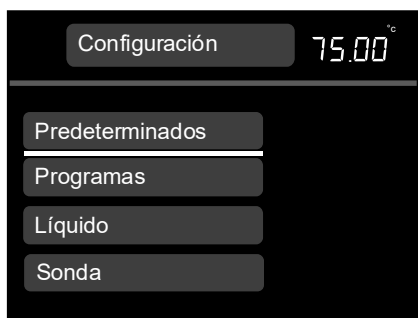 Configuración
75.00 °C
Predeterminados
Programas
Líquido
Sonda